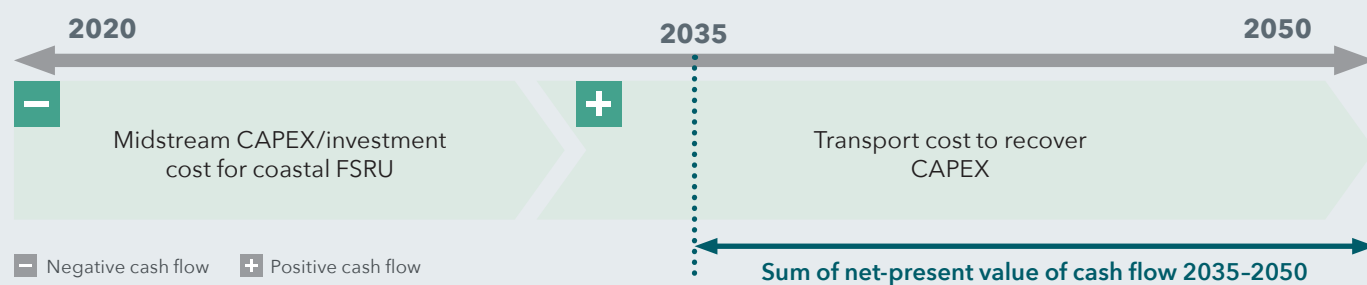 2020
2035
2050
Midstream CAPEX/investment
cost for coastal FSRU
Transport cost to recover
CAPEX
Negative cash flow
Positive cash flow
Sum of net-present value of cash flow 2035–2050